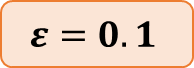 ε = 0.1